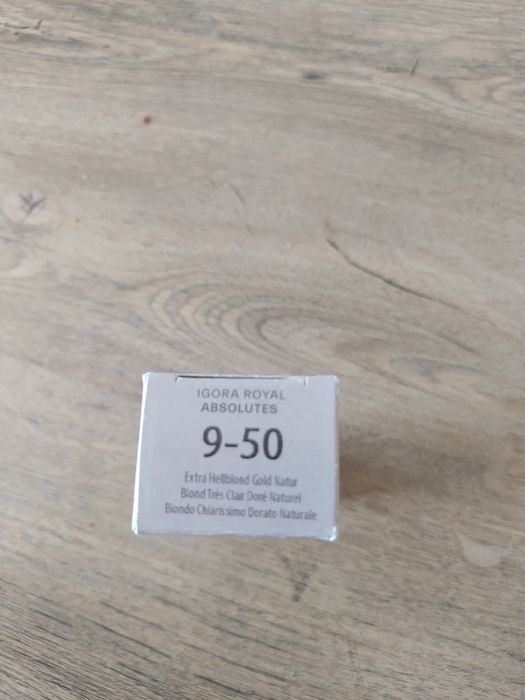 IGORA ROYAL
ABSOLUTES
9-50
Extra Hellblond Gold Natur
Blond Très Clair Doré Naturel
Biondo Chiarissimo Dorato Naturale